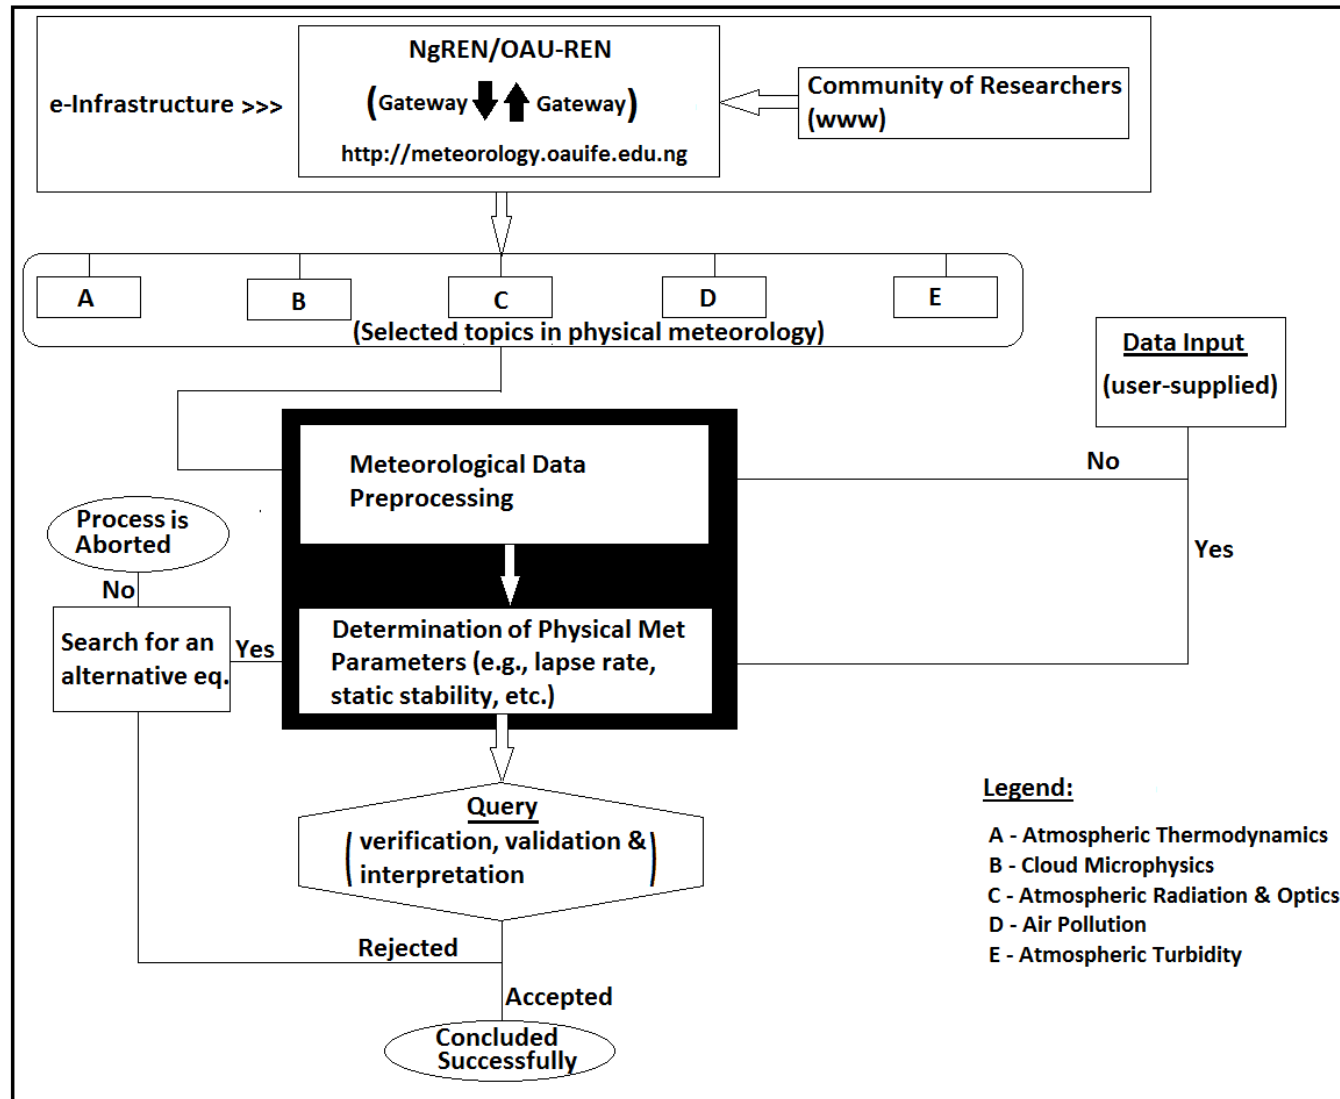 NgREN/OAU-REN
e-Infrastructure >>>
(Gateway Gateway)
http://meteorology.oauife.edu.ng
Community of Researchers
(www)
A
B
C
D
E
(Selected topics in physical meteorology)
Data Input
(user-supplied)
No
Yes
Meteorological Data
Preprocessing
Process is
Aborted
No
Search for an
alternative eq.
Yes
Determination of Physical Met
Parameters (e.g., lapse rate,
static stability, etc.)
Query
(verification, validation &
interpretation)
Rejected
Accepted
Concluded
Successfully
Legend:
A - Atmospheric Thermodynamics
B - Cloud Microphysics
C - Atmospheric Radiation & Optics
D - Air Pollution
E - Atmospheric Turbidity